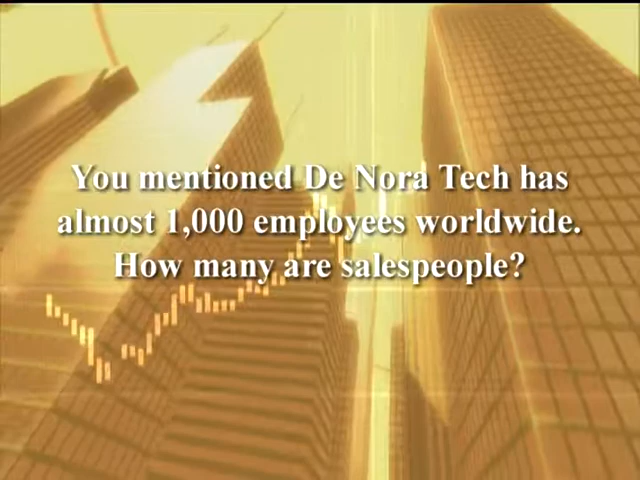 You mentioned De Nora Tech has
almost 1,000 employees worldwide.
How many are salespeople?